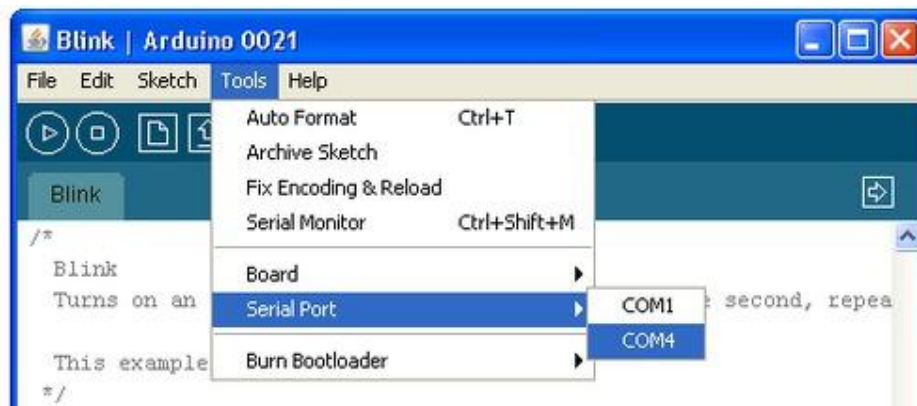 Blink | Arduino 0021
File Edit Sketch Tools Help
Auto Format Ctrl+T
Archive Sketch
Fix Encoding & Reload
Serial Monitor Ctrl+Shift+M
Board
Serial Port
Burn Bootloader
COM1
COM4
Blink
/*
Blink
Turns on an second, repea
This example
*/